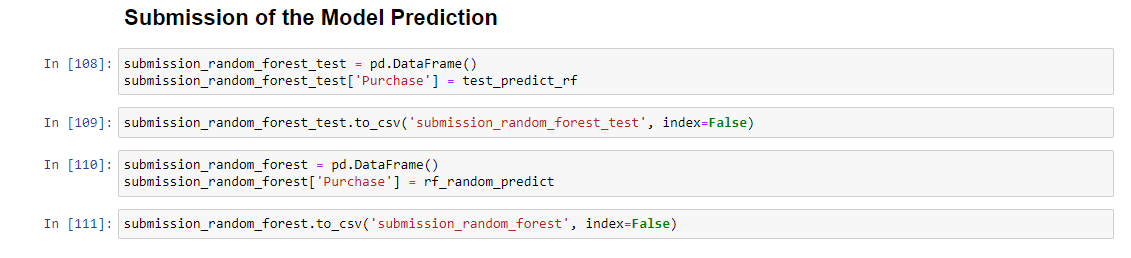 Submission of the Model Prediction
In [108]: submission_random_forest_test = pd.DataFrame()
submission_random_forest_test['Purchase'] = test_predict_rf
In [109]: submission_random_forest_test.to_csv('submission_random_forest_test', index=False)
In [110]: submission_random_forest = pd.DataFrame()
submission_random_forest['Purchase'] = rf_random_predict
In [111]: submission_random_forest.to_csv('submission_random_forest', index=False)